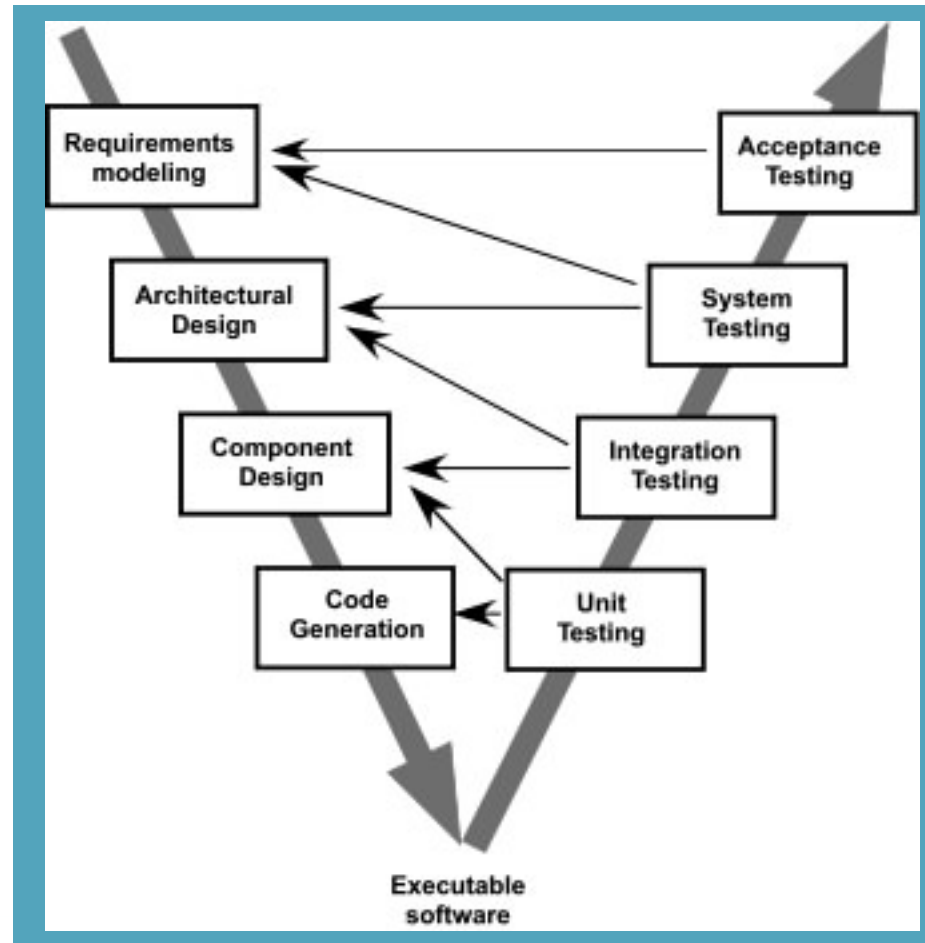 Requirements
modeling
Acceptance
Testing
Architectural
Design
System
Testing
Component
Design
Integration
Testing
Code
Generation
Unit
Testing
Executable
software